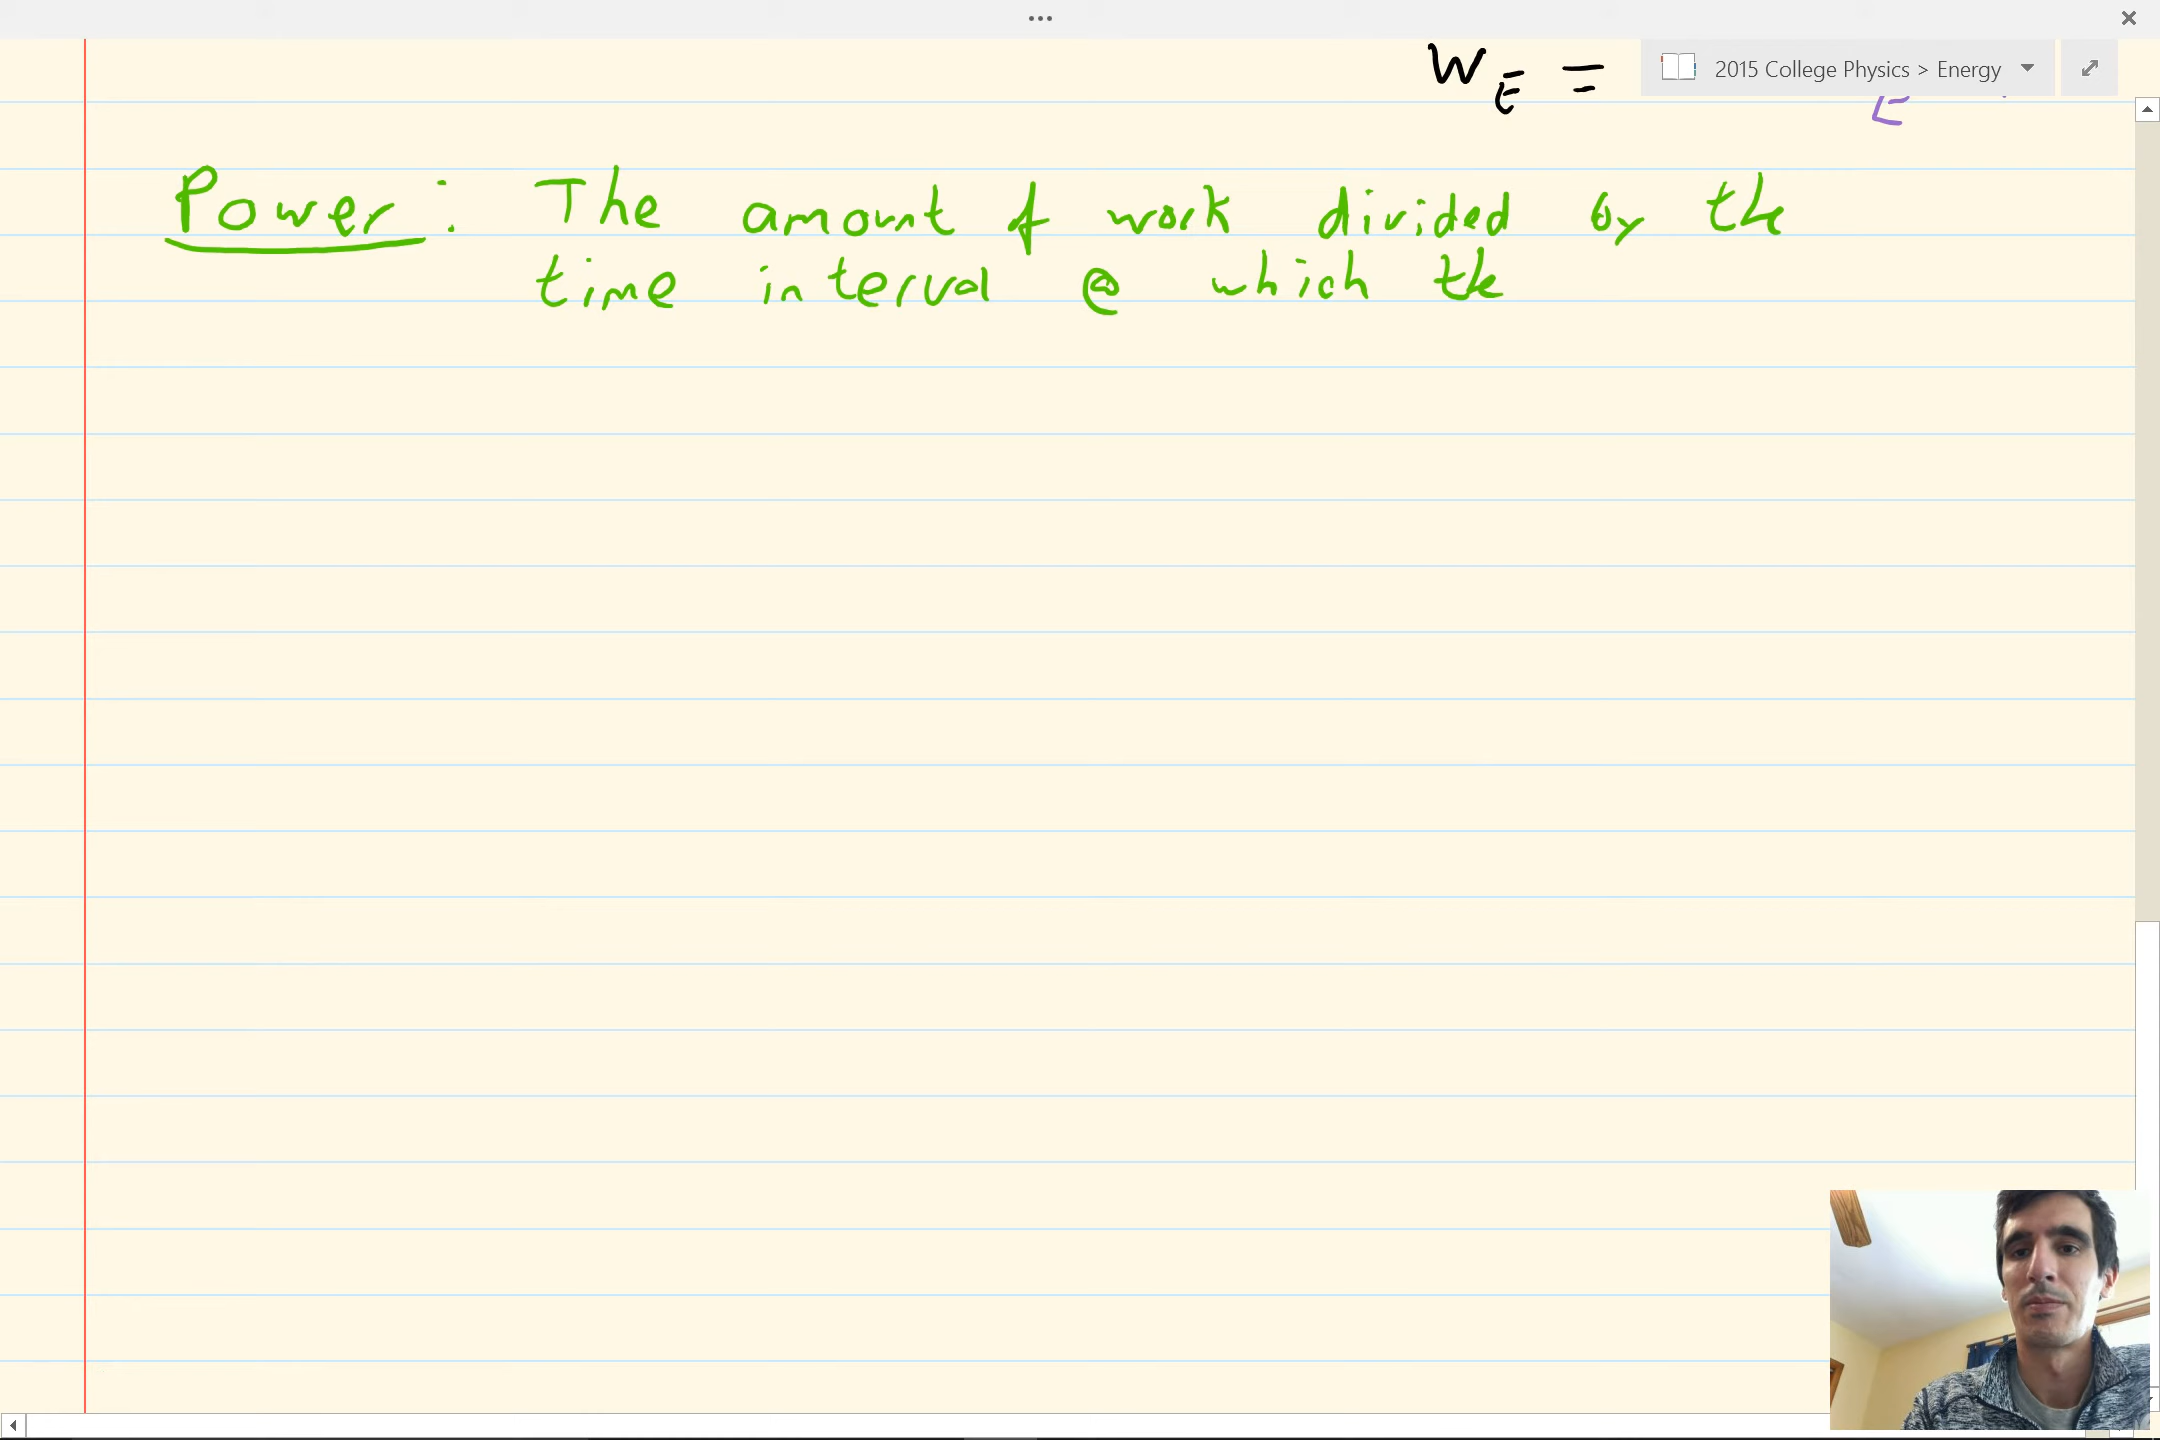 W_E =
2015 College Physics > Energy
Power : The amount of work divided by the
time interval @ which the